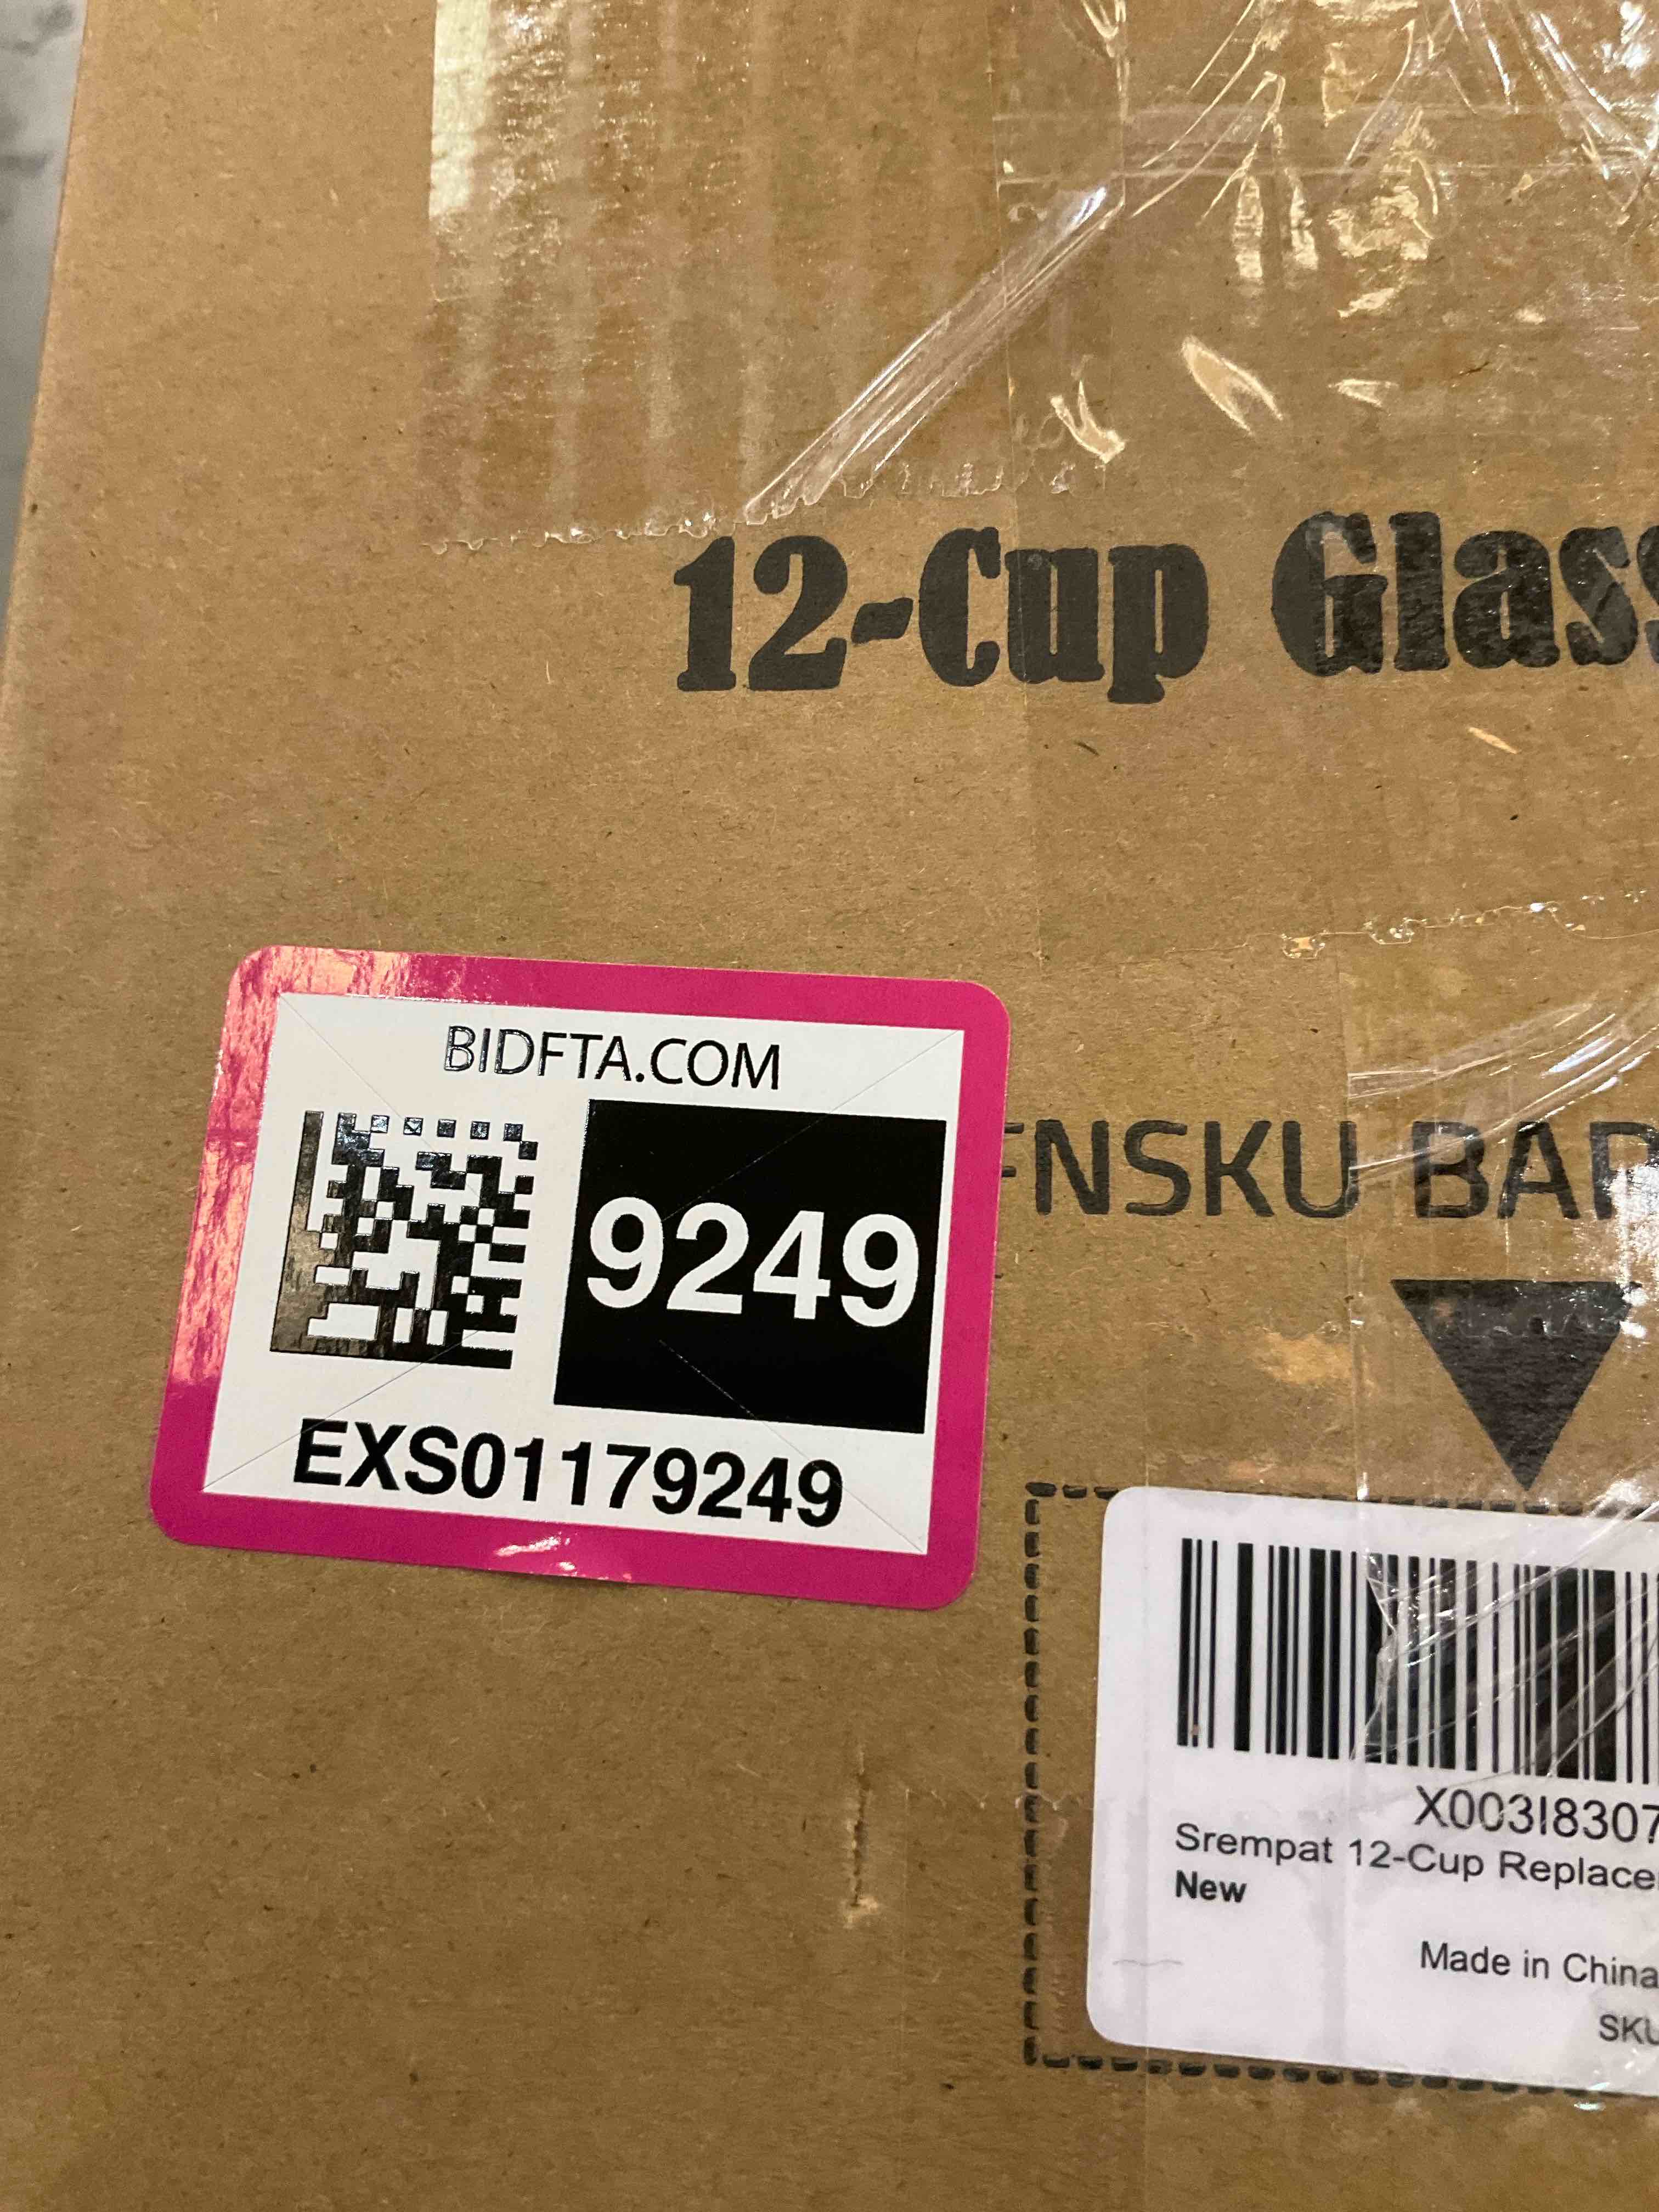 12-Cup Glass
BIDFTA.COM
9249
EXS01179249
FNSKU BAR
X003I8307
Srempat 12-Cup Replace
New
Made in China
SKU